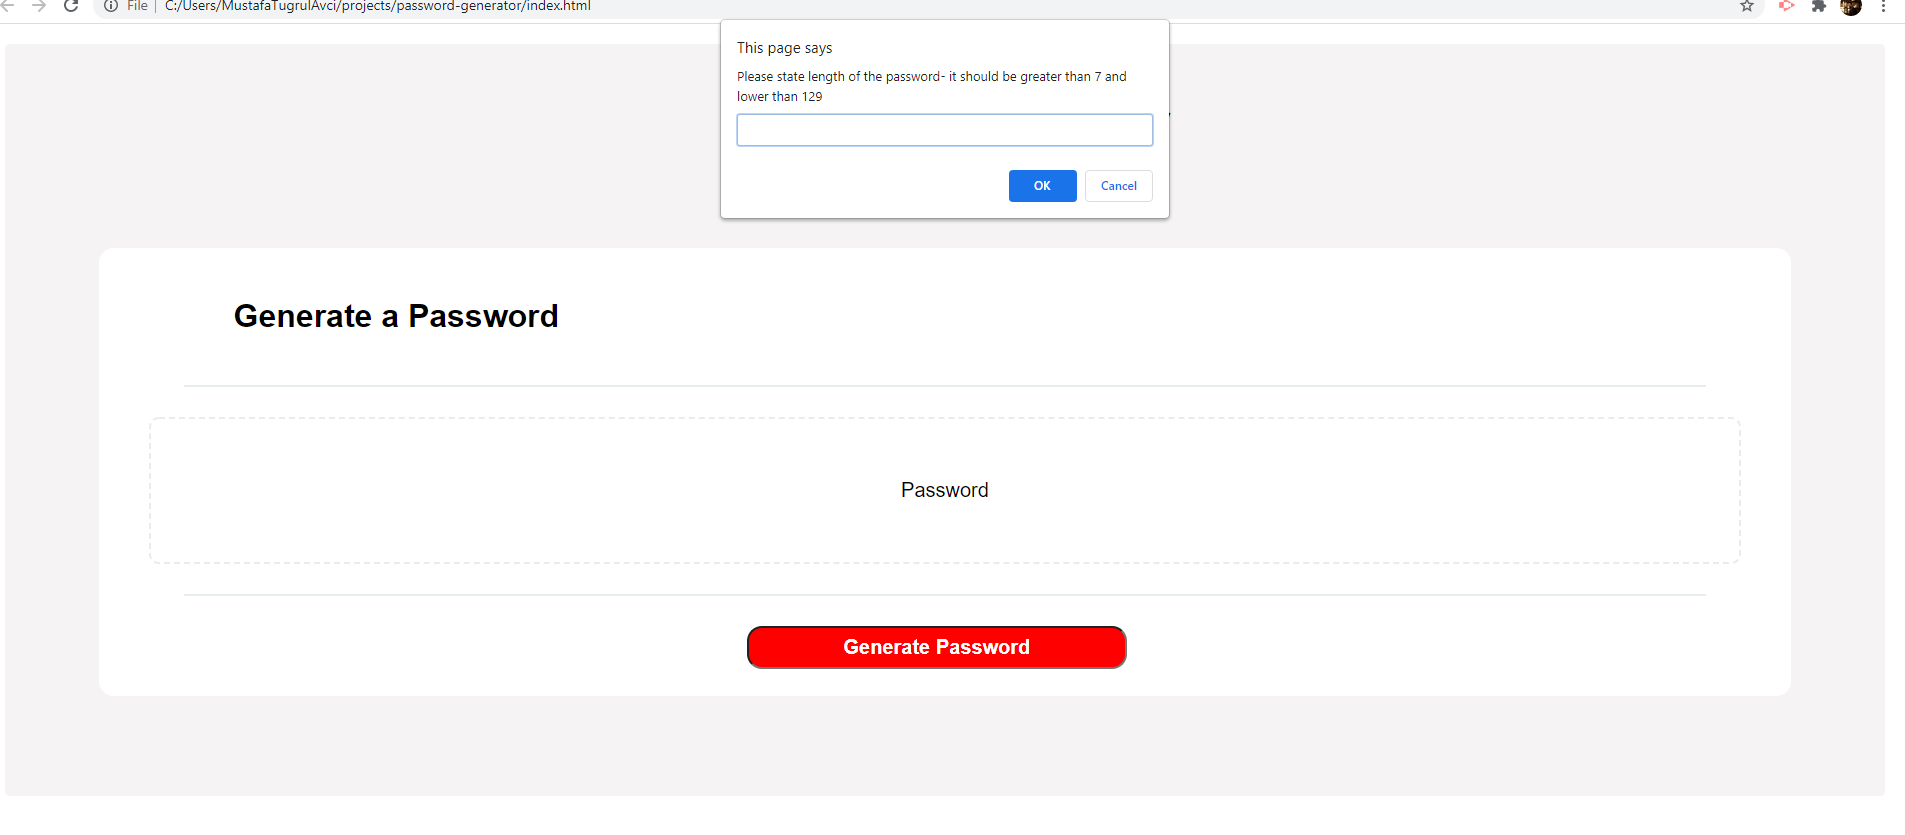 File C:/Users/MustafaTugrulAvci/projects/password-generator/index.html
This page says
Please state length of the password- it should be greater than 7 and
lower than 129
OK Cancel
Generate a Password
Password
Generate Password